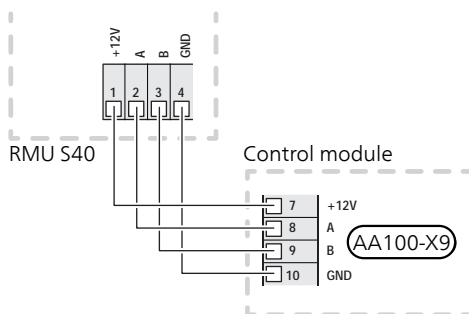 +12V A B GND
1 2 3 4
RMU S40
Control module
7 +12V
8 A
9 B
10 GND
AA100-X9